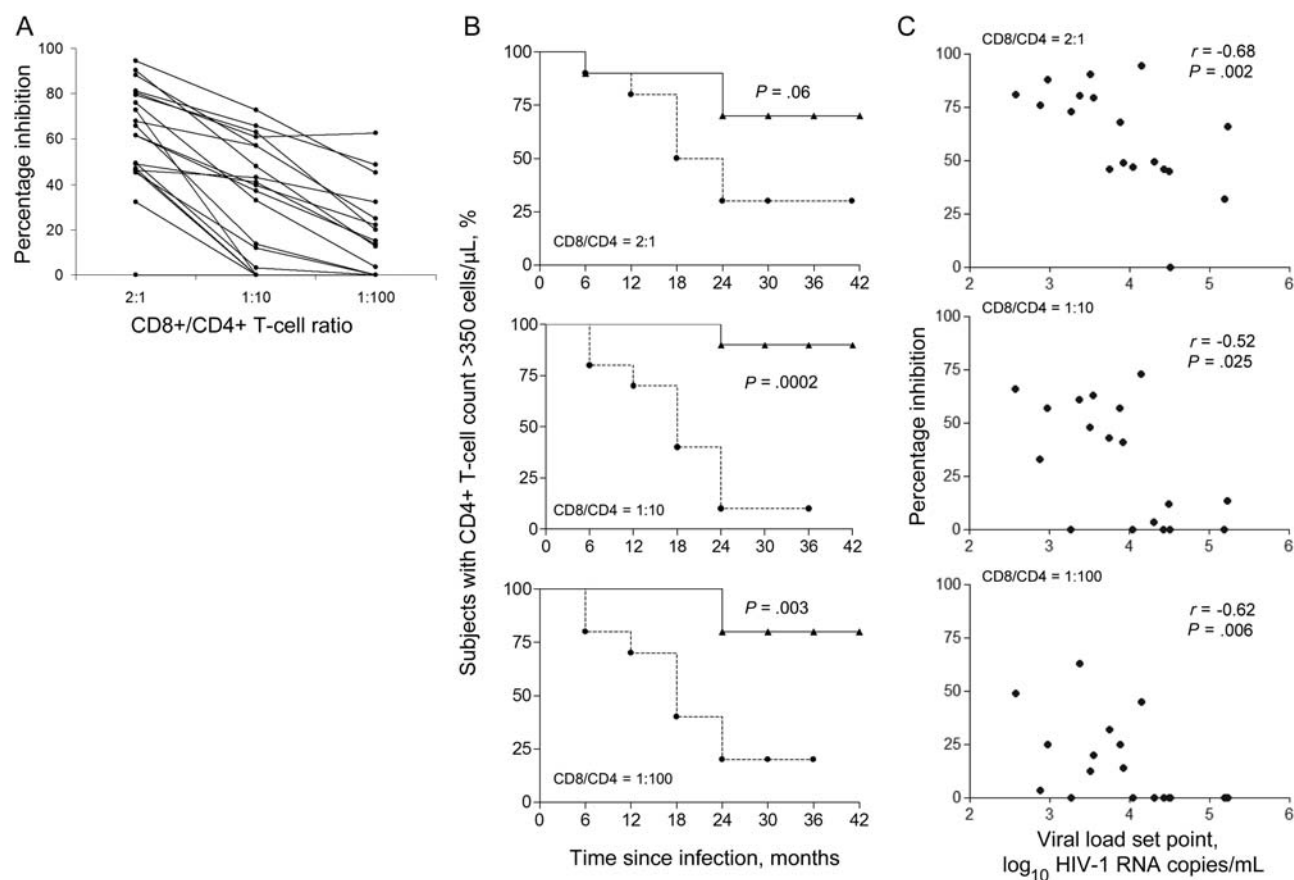 A
100
80
60
40
20
0
2:1 1:10 1:100
Percentage inhibition
CD8+/CD4+ T-cell ratio
B
Subjects with CD4+ T-cell count >350 cells/µL, %
100
75
50
25
0
P = .06
CD8/CD4 = 2:1
0 6 12 18 24 30 36 42
100
75
50
25
0
P = .0002
CD8/CD4 = 1:10
0 6 12 18 24 30 36 42
100
75
50
25
0
P = .003
CD8/CD4 = 1:100
0 6 12 18 24 30 36 42
Time since infection, months
C
Percentage inhibition
CD8/CD4 = 2:1
r = -0.68
P = .002
100
75
50
25
0
2 3 4 5 6
CD8/CD4 = 1:10
r = -0.52
P = .025
100
75
50
25
0
2 3 4 5 6
CD8/CD4 = 1:100
r = -0.62
P = .006
100
75
50
25
0
2 3 4 5 6
Viral load set point,
log10 HIV-1 RNA copies/mL